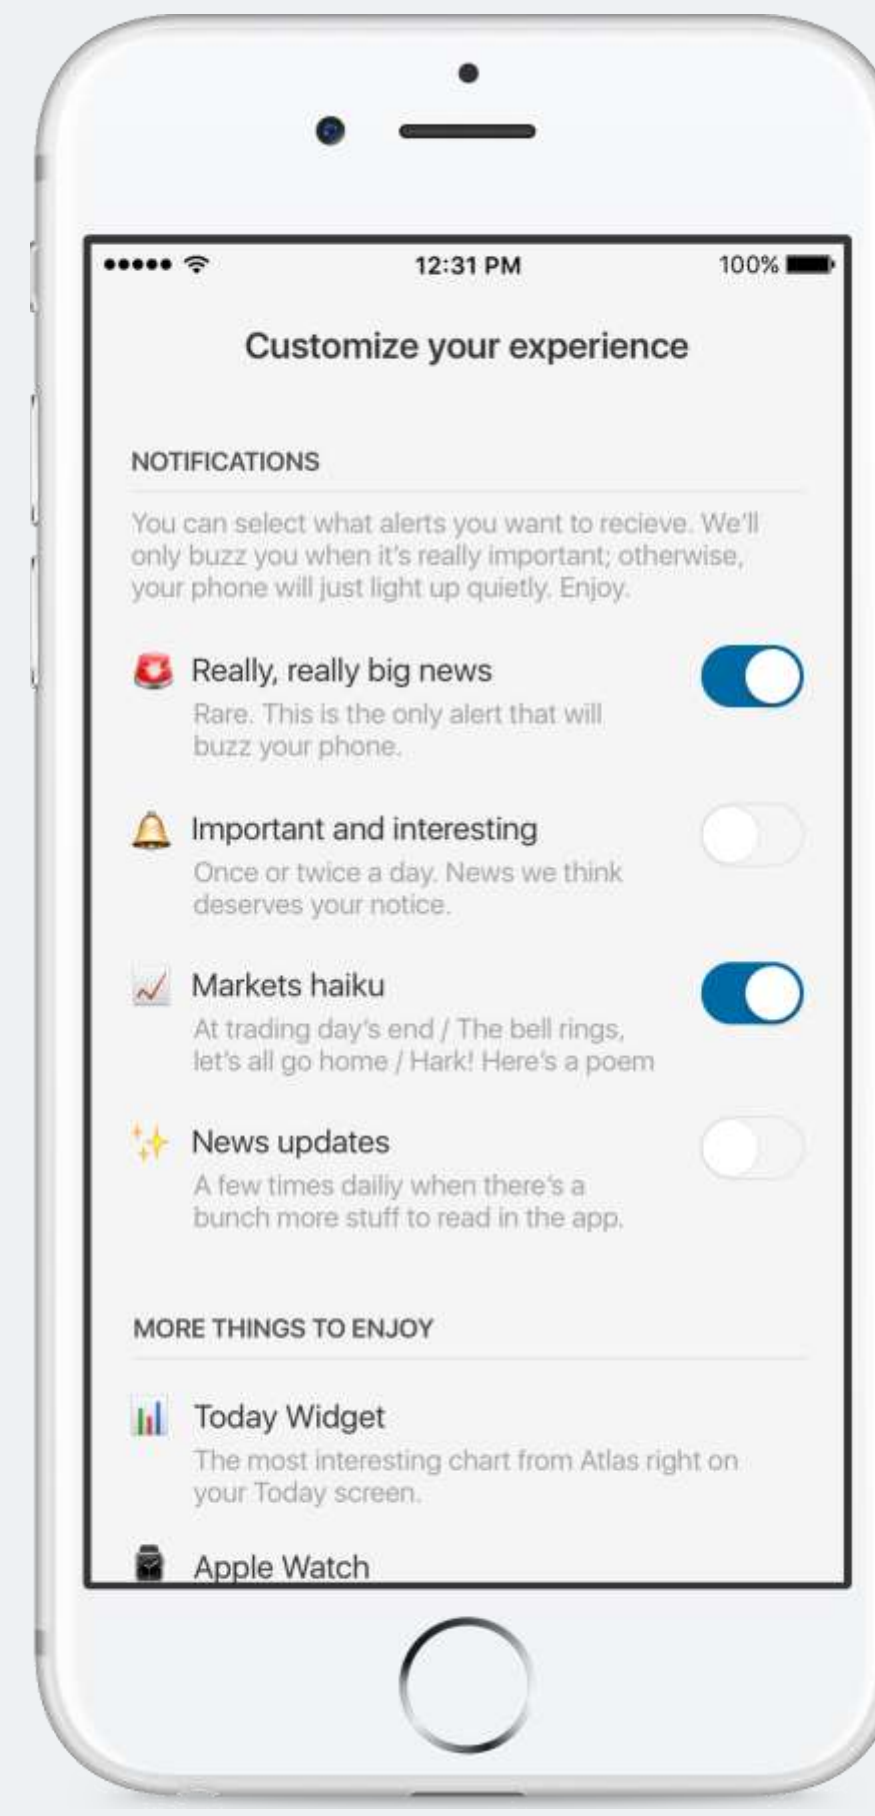 12:31 PM
100%
Customize your experience
NOTIFICATIONS
You can select what alerts you want to recieve. We'll
only buzz you when it's really important; otherwise,
your phone will just light up quietly. Enjoy.
Really, really big news
Rare. This is the only alert that will
buzz your phone.
Important and interesting
Once or twice a day. News we think
deserves your notice.
Markets haiku
At trading day's end / The bell rings,
let's all go home / Hark! Here's a poem
News updates
A few times dailiy when there's a
bunch more stuff to read in the app.
MORE THINGS TO ENJOY
Today Widget
The most interesting chart from Atlas right on
your Today screen.
Apple Watch